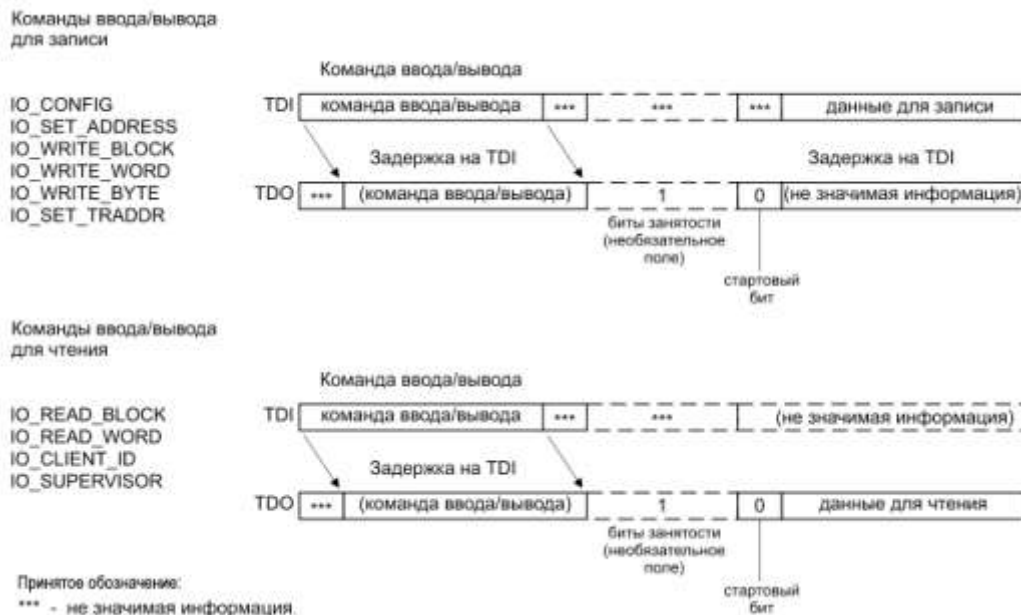 Команды ввода/вывода
для записи
Команда ввода/вывода
IO_CONFIG
IO_SET_ADDRESS
IO_WRITE_BLOCK
IO_WRITE_WORD
IO_WRITE_BYTE
IO_SET_TRADDR
TDI команда ввода/вывода *** *** *** данные для записи
Задержка на TDI Задержка на TDI
TDO *** (команда ввода/вывода) 1 0 (не значимая информация)
биты занятости
(необязательное
поле)
стартовый
бит
Команды ввода/вывода
для чтения
Команда ввода/вывода
IO_READ_BLOCK
IO_READ_WORD
IO_CLIENT_ID
IO_SUPERVISOR
TDI команда ввода/вывода *** *** (не значимая информация)
Задержка на TDI
TDO *** (команда ввода/вывода) 1 0 данные для чтения
биты занятости
(необязательное
поле)
стартовый
бит
Принятое обозначение:
*** - не значимая информация.